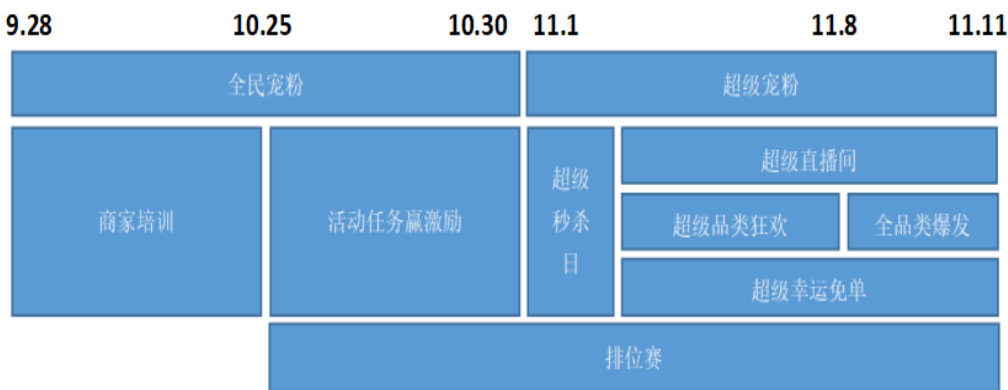 9.28 10.25 10.30 11.1 11.8 11.11
全民宠粉 超级宠粉
商家培训
活动任务赢激励
超级
秒杀
日
超级直播间
超级品类狂欢 全品类爆发
超级幸运免单
排位赛